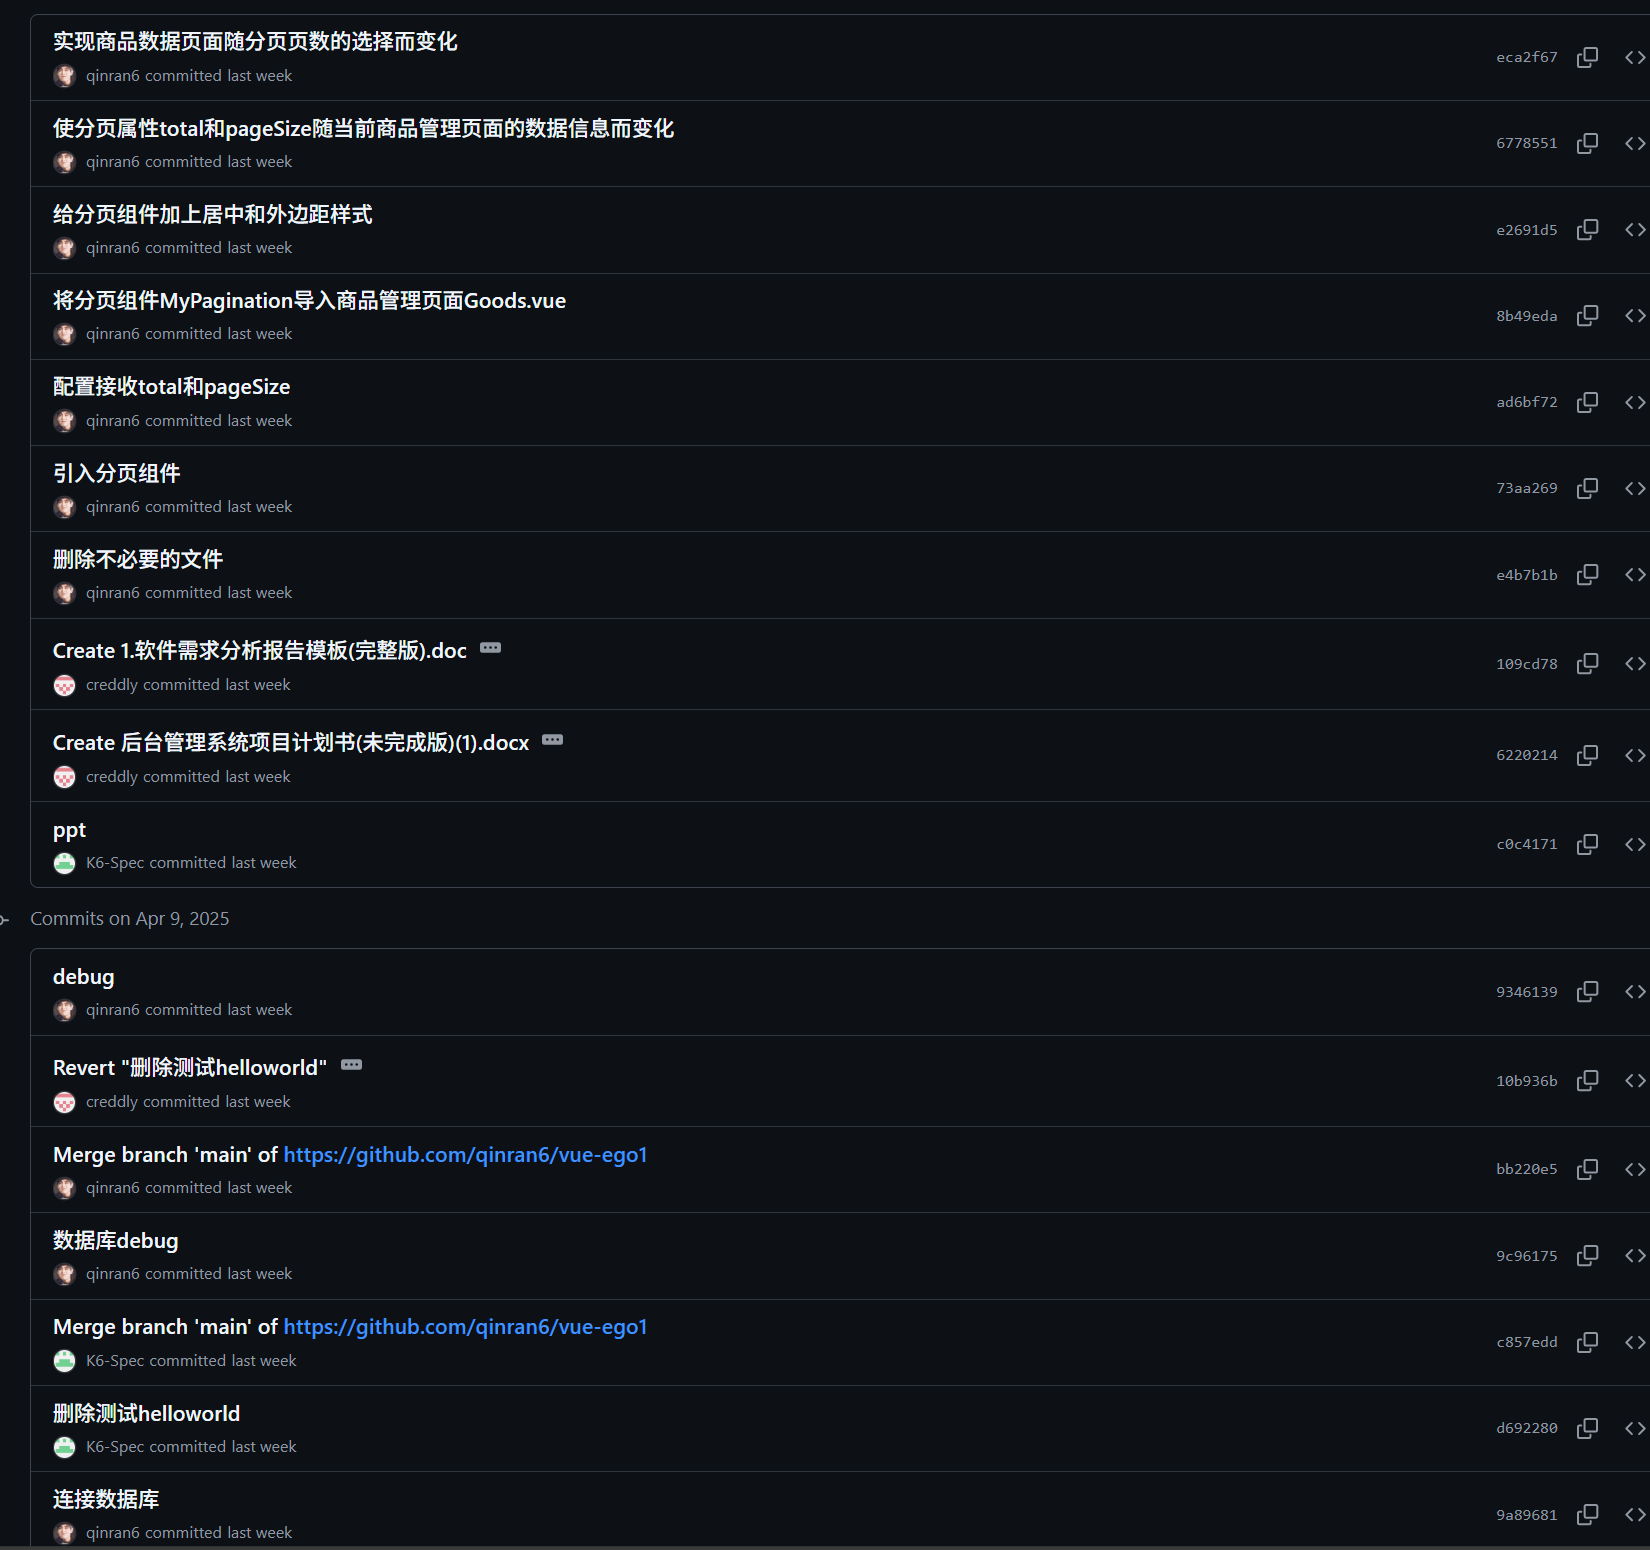 实现商品数据页面随分页页数的选择而变化
qinran6 committed last week
eca2f67
使分页属性total和pageSize随当前商品管理页面的数据信息而变化
qinran6 committed last week
6778551
给分页组件加上居中和外边距样式
qinran6 committed last week
e2691d5
将分页组件MyPagination导入商品管理页面Goods.vue
qinran6 committed last week
8b49eda
配置接收total和pageSize
qinran6 committed last week
ad6bf72
引入分页组件
qinran6 committed last week
73aa269
删除不必要的文件
qinran6 committed last week
e4b7b1b
Create 1.软件需求分析报告模板(完整版).doc
creddly committed last week
109cd78
Create 后台管理系统项目计划书(未完成版)(1).docx
creddly committed last week
6220214
ppt
K6-Spec committed last week
c0c4171
Commits on Apr 9, 2025
debug
qinran6 committed last week
9346139
Revert "删除测试helloworld"
creddly committed last week
10b936b
Merge branch 'main' of https://github.com/qinran6/vue-ego1
qinran6 committed last week
bb220e5
数据库debug
qinran6 committed last week
9c96175
Merge branch 'main' of https://github.com/qinran6/vue-ego1
K6-Spec committed last week
c857edd
删除测试helloworld
K6-Spec committed last week
d692280
连接数据库
qinran6 committed last week
9a89681